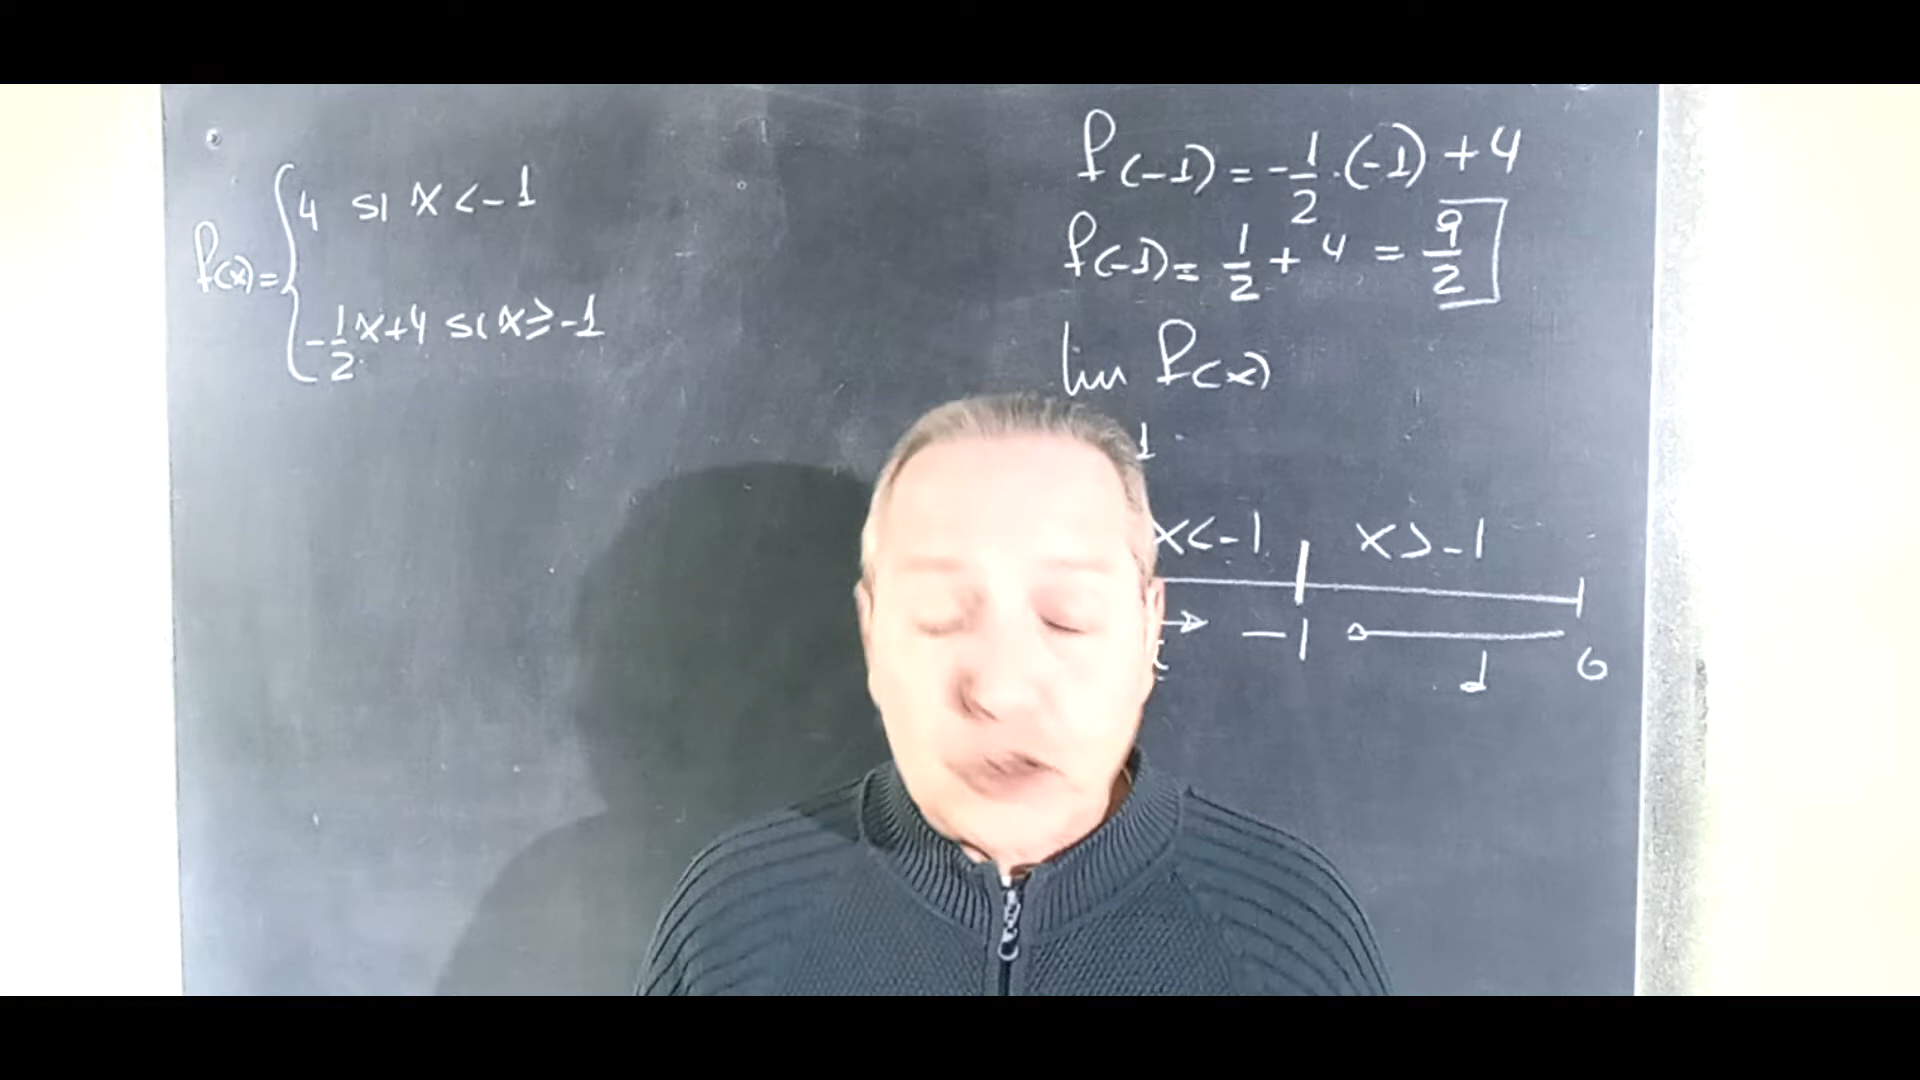 f(x) = { 4 si x < -1
-1/2 x + 4 si x ≥ -1
f(-1) = -1/2 · (-1) + 4
f(-1) = 1/2 + 4 = 9/2
lim f(x)
1
x < -1 x > -1
-1 d 6